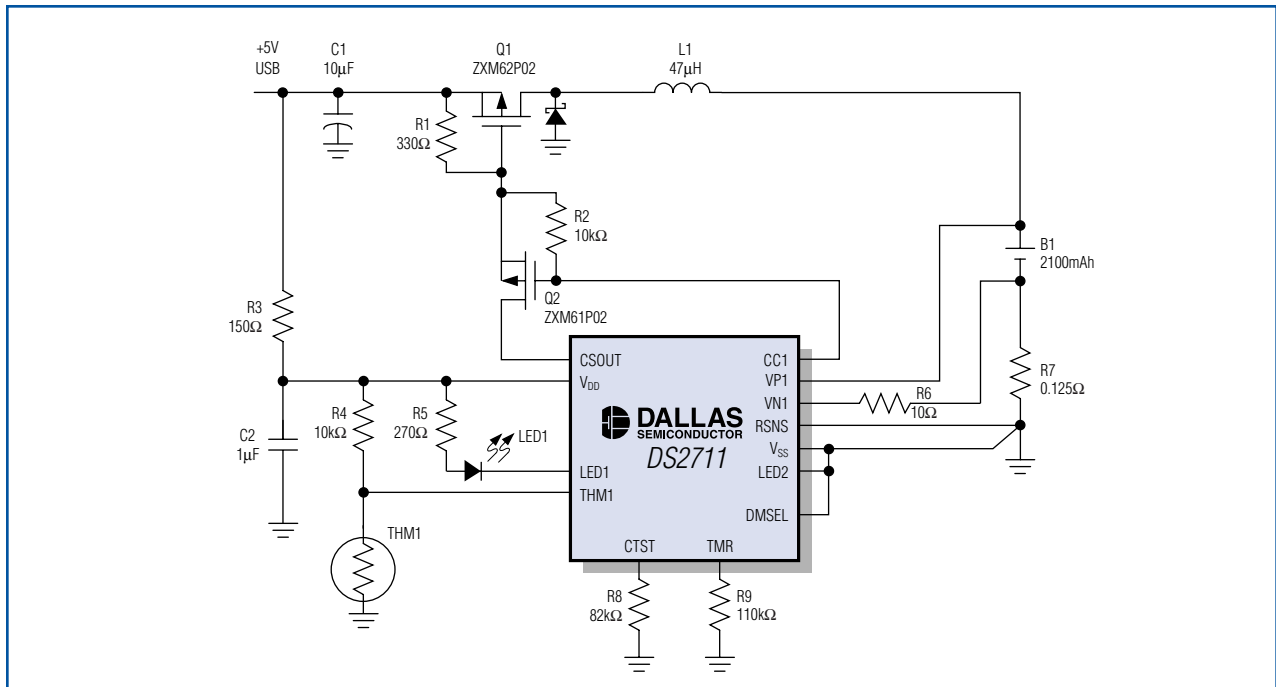 +5V
USB
C1
10µF
Q1
ZXM62P02
L1
47µH
R1
330Ω
R2
10kΩ
B1
2100mAh
Q2
ZXM61P02
R3
150Ω
R7
0.125Ω
CSOUT
VDD
CC1
VP1
VN1
RSNS
VSS
LED2
DMSEL
R6
10Ω
R4
10kΩ
R5
270Ω
LED1
C2
1µF
DALLAS
SEMICONDUCTOR
DS2711
LED1
THM1
THM1
CTST
TMR
R8
82kΩ
R9
110kΩ